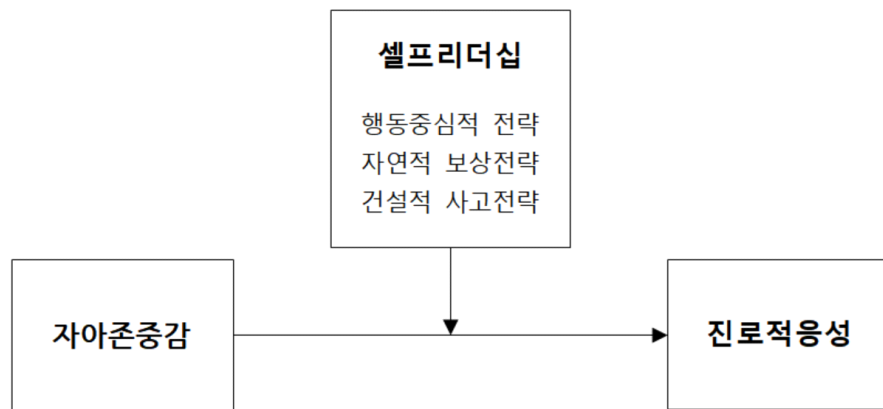 셀프리더십
행동중심적 전략
자연적 보상전략
건설적 사고전략
자아존중감
진로적응성